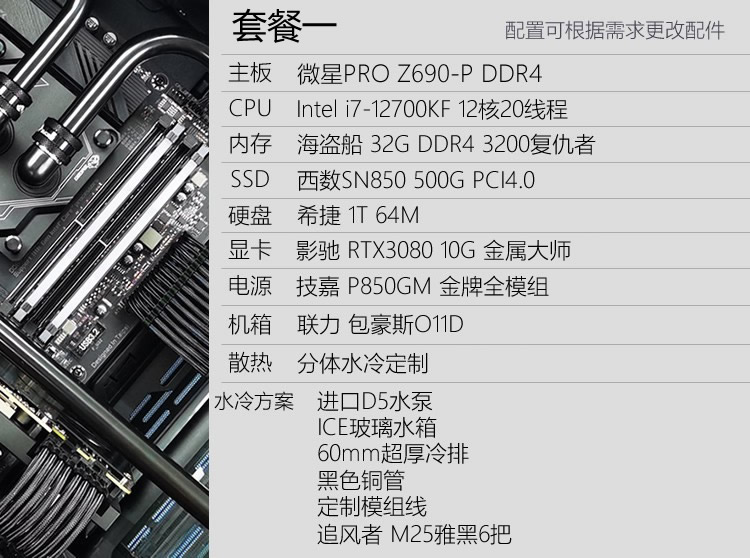 套餐一
配置可根据需求更改配件
主板 微星PRO Z690-P DDR4
CPU Intel i7-12700KF 12核20线程
内存 海盗船 32G DDR4 3200复仇者
SSD 西数SN850 500G PCI4.0
硬盘 希捷 1T 64M
显卡 影驰 RTX3080 10G 金属大师
电源 技嘉 P850GM 金牌全模组
机箱 联力 包豪斯O11D
散热 分体水冷定制
水冷方案 进口D5水泵
ICE玻璃水箱
60mm超厚冷排
黑色铜管
定制模组线
追风者 M25雅黑6把
USB3.2